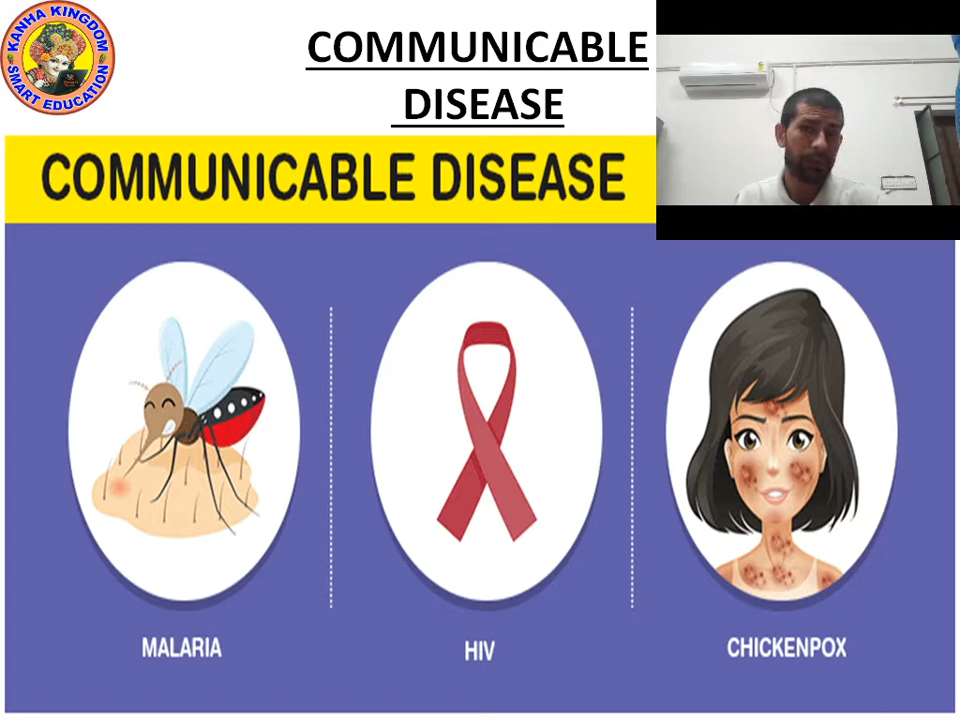 KANHA KINGDOM
SMART EDUCATION
COMMUNICABLE
DISEASE
COMMUNICABLE DISEASE
MALARIA
HIV
CHICKENPOX